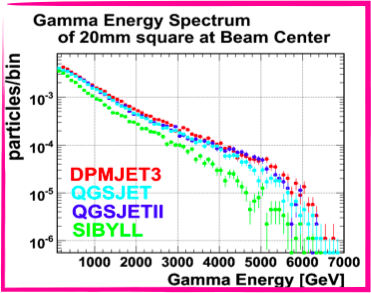 Gamma Energy Spectrum
of 20mm square at Beam Center
particles/bin
10-3
10-4
10-5
10-6
DPMJET3
QGSJET
QGSJETII
SIBYLL
1000 2000 3000 4000 5000 6000 7000
Gamma Energy [GeV]